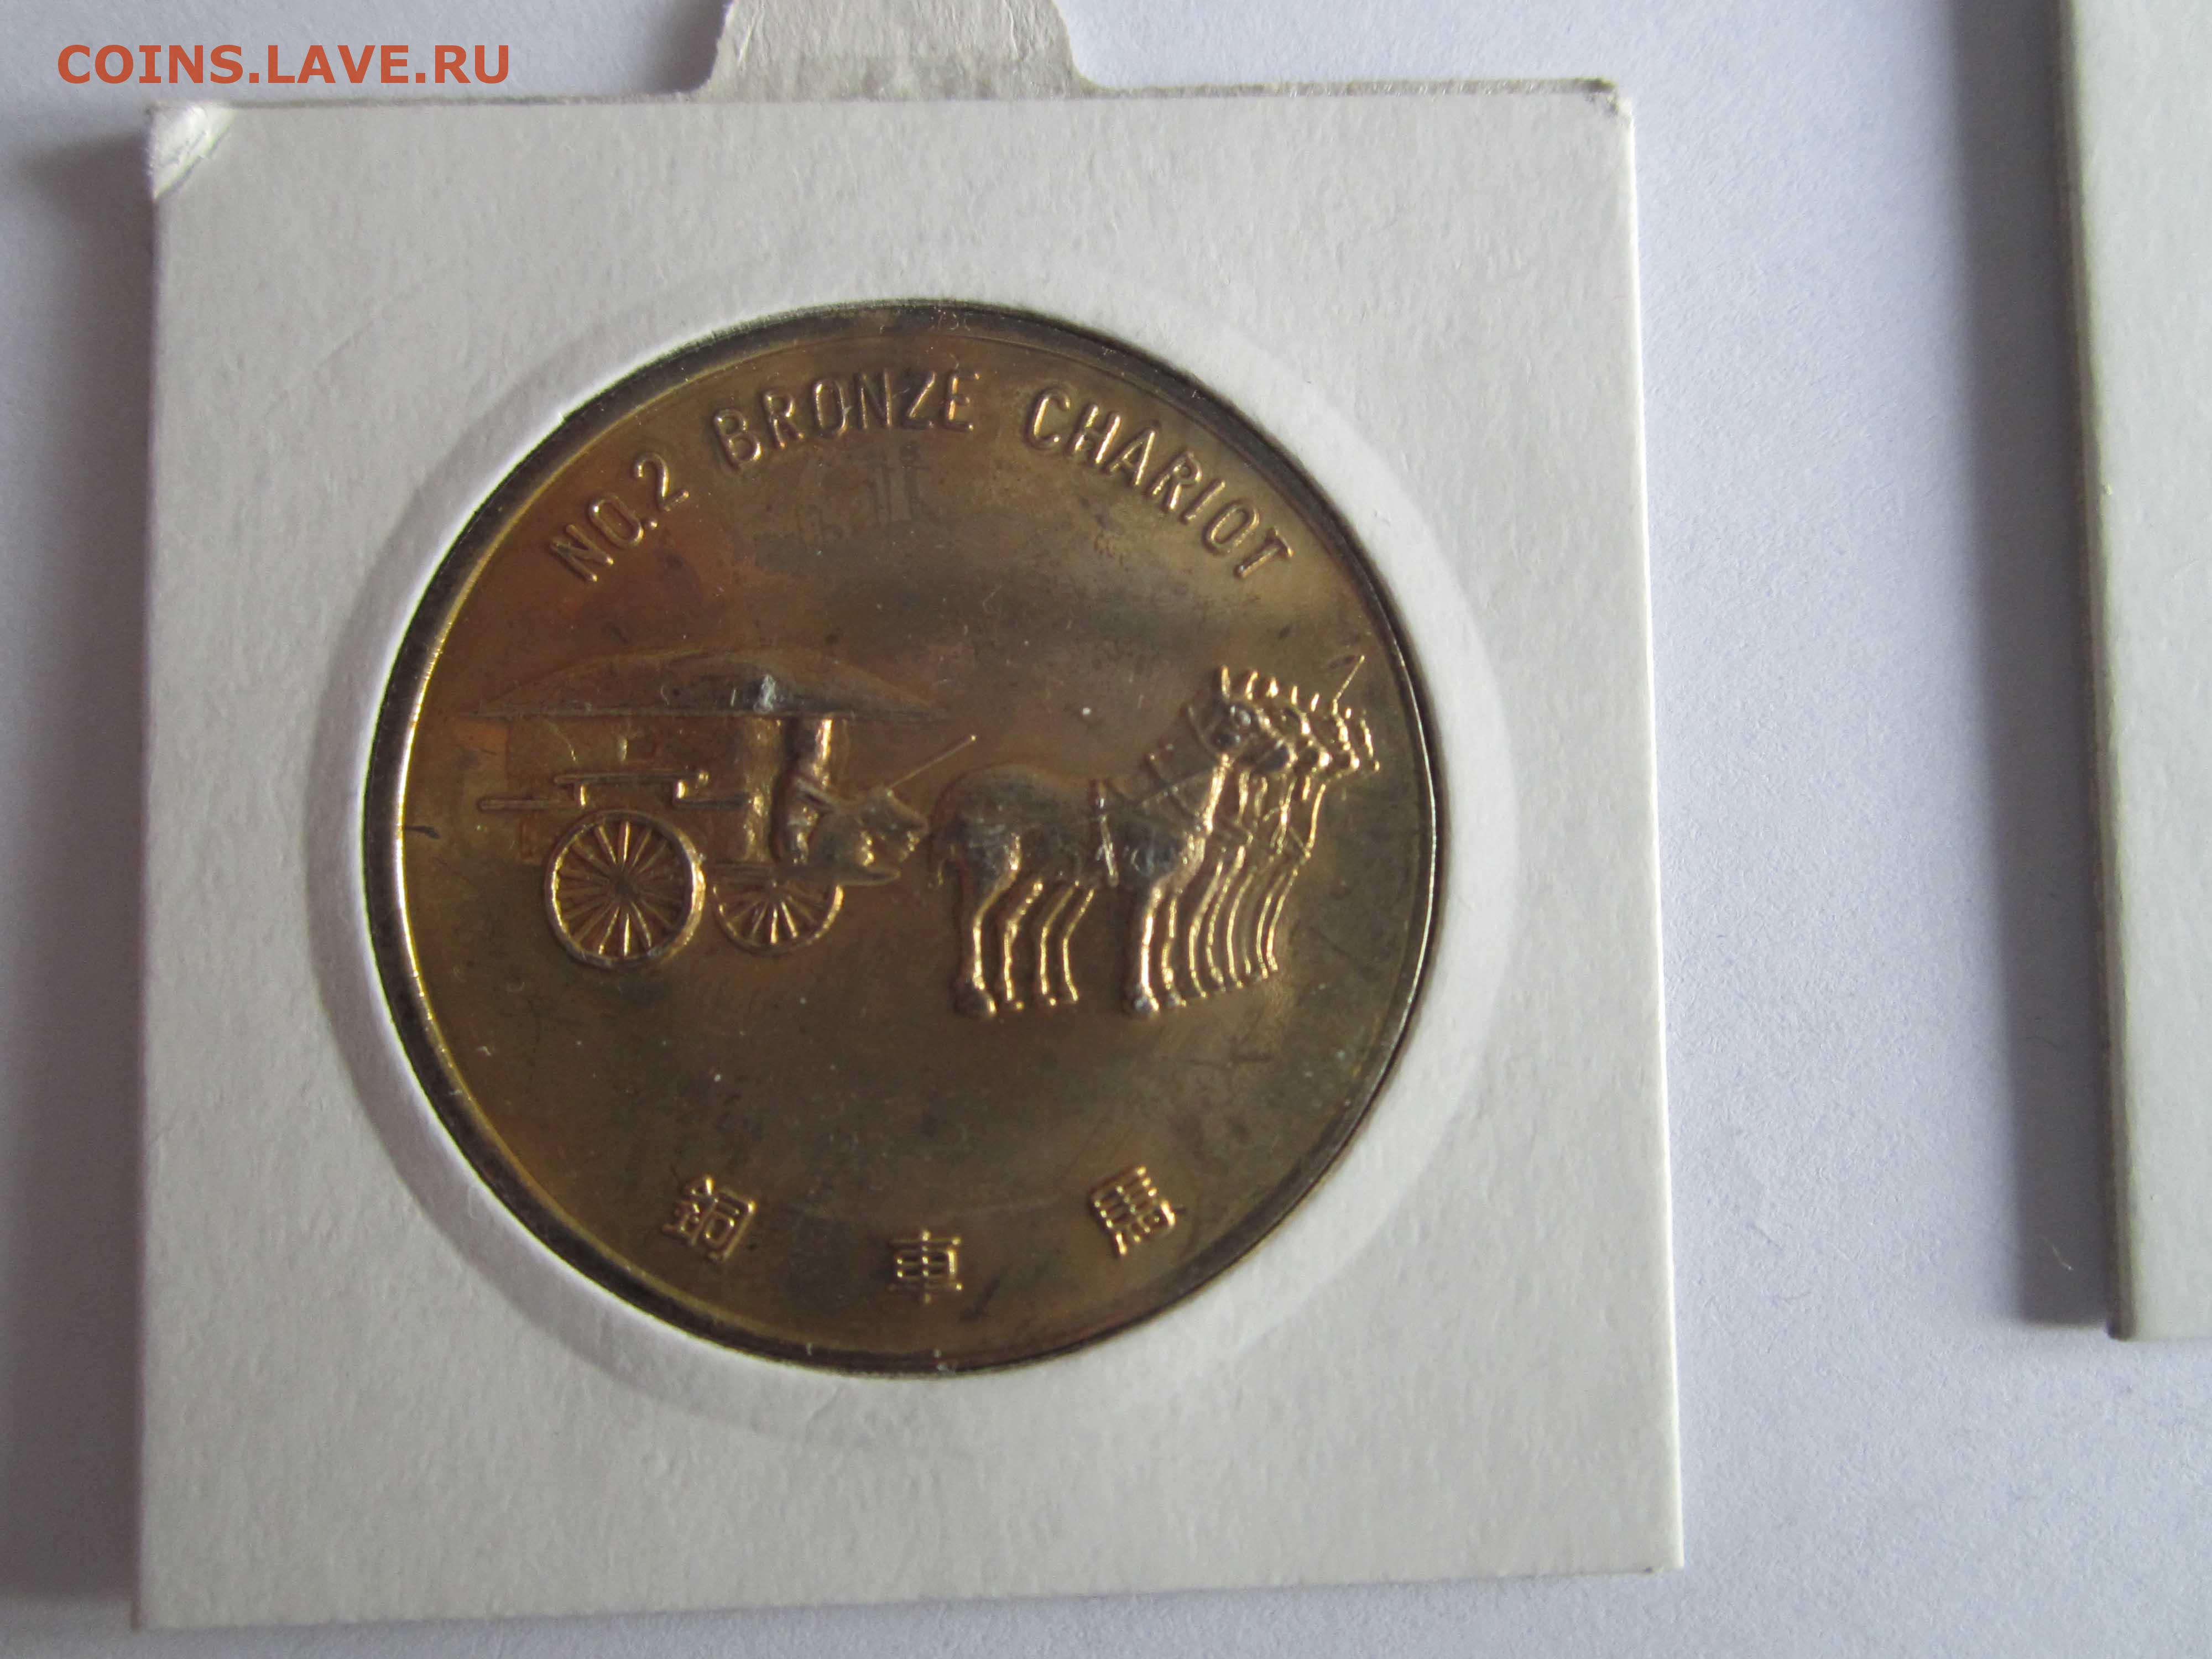 COINS.LAVE.RU
NO.2 BRONZE CHARIOT
銅車馬